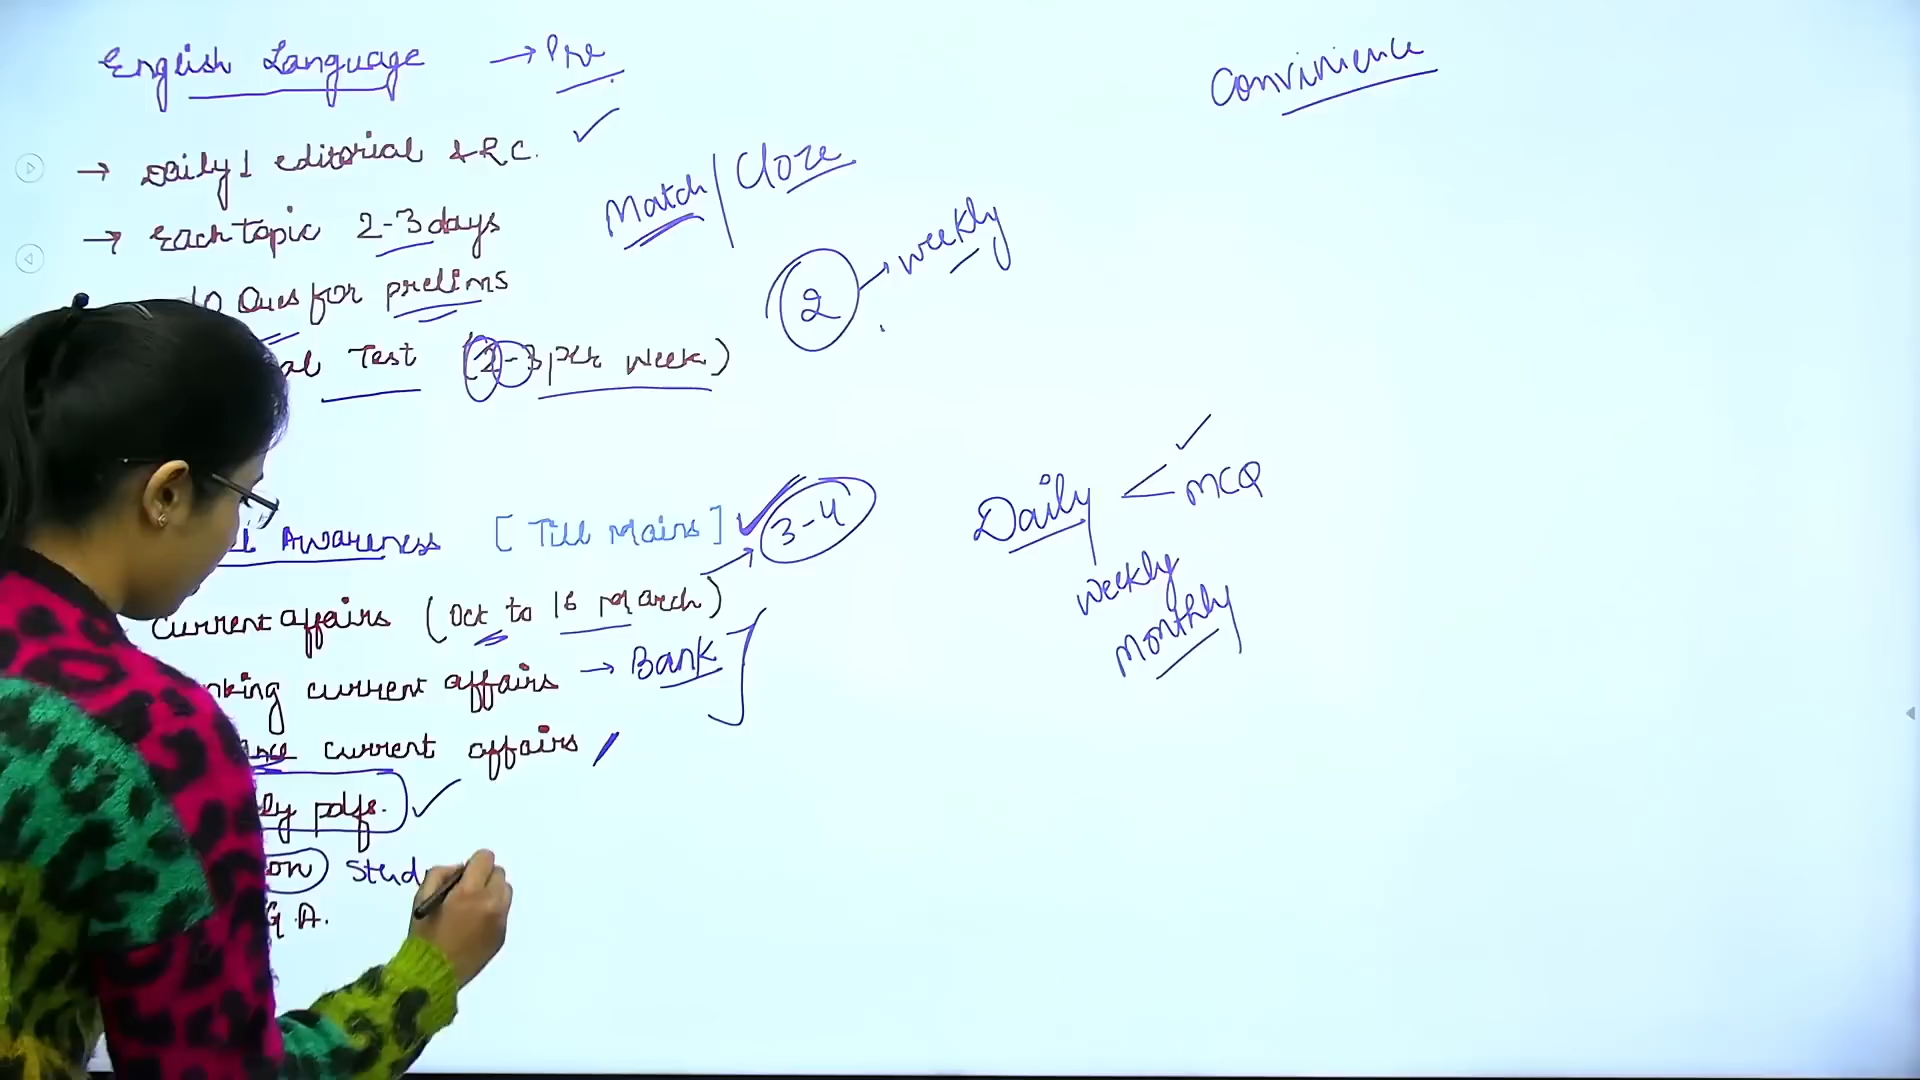 English Language → Pre
→ Daily 1 editorial & RC.
→ Each topic 2-3 days
Ques for prelims
Test (2-3 per week)
Match / Cloze
2 → weekly
Convinience
Awareness [Till Mains] 3-4
Current affairs (Oct to 16 March)
current affairs → Bank
current affairs
pdfs.
Stud
G.A.
Daily < MCQ
weekly
monthly